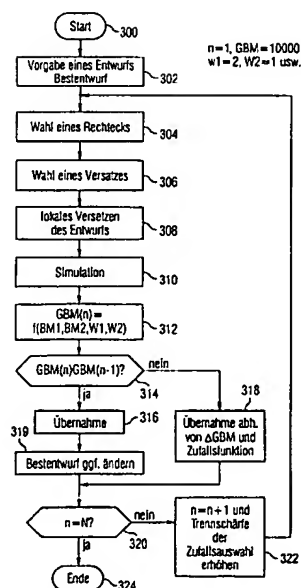 Start
300
n=1, GBM=10000
w1=2, W2=1 usw.
Vorgabe eines Entwurfs
Bestentwurf
302
Wahl eines Rechtecks
304
Wahl eines Versatzes
306
lokales Versetzen
des Entwurfs
308
Simulation
310
GBM(n)=
f(BM1,BM2,W1,W2)
312
GBM(n)GBM(n-1)?
nein
314
ja
318
Übernahme
316
Übernahme abh.
von ΔGBM und
Zufallsfunktion
319
Bestentwurf ggf. ändern
n=N?
nein
320
n=n+1 und
Trennschärfe
der
Zufallsauswahl
erhöhen
322
ja
Ende
324